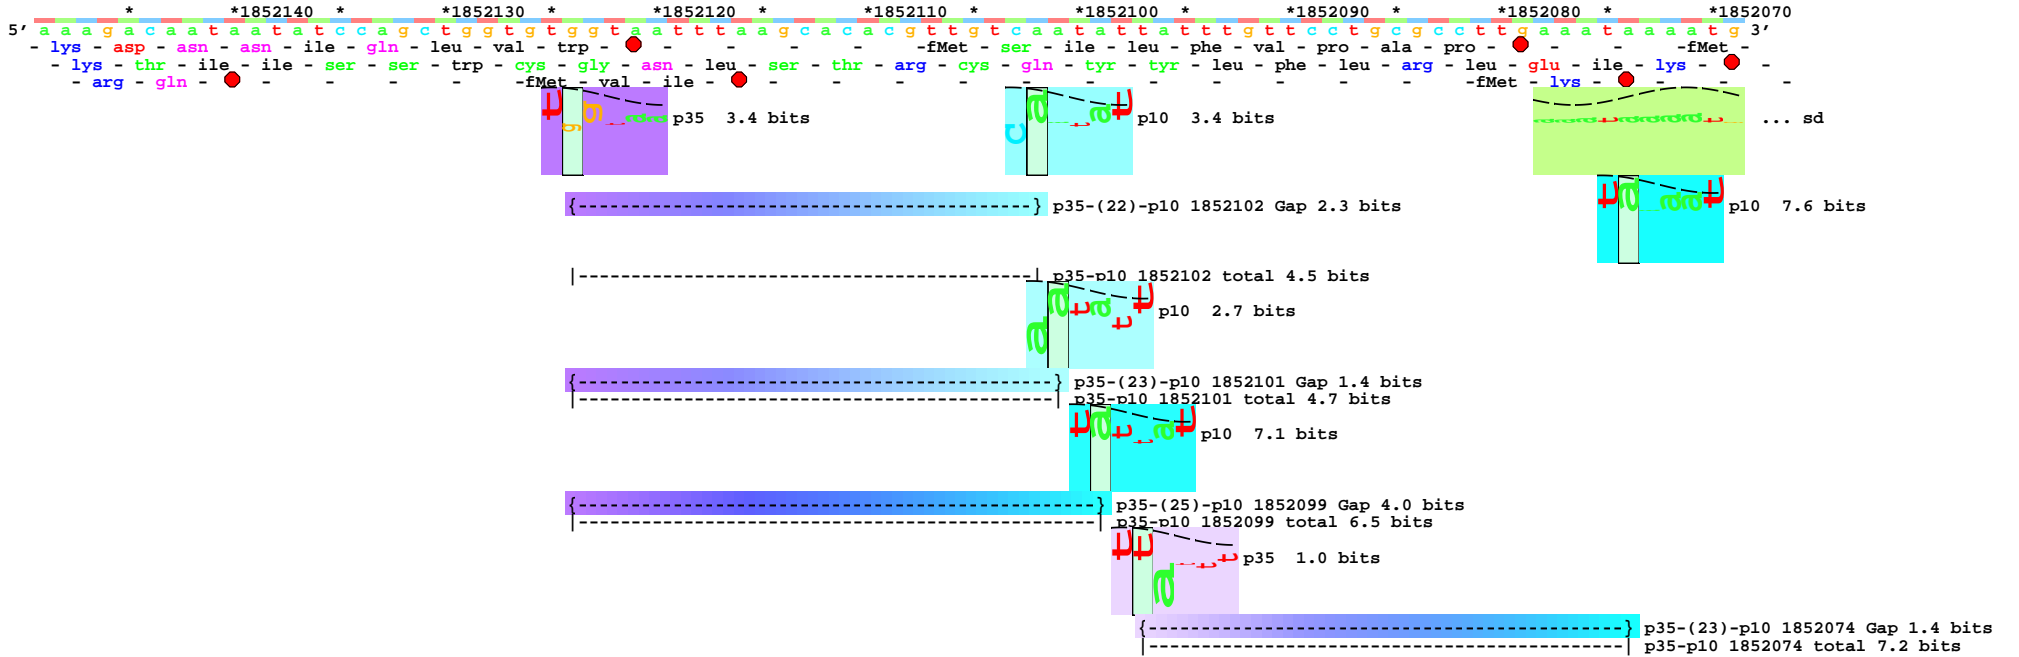 * *1852140 * *1852130 * *1852120 * *1852110 * *1852100 * *1852090 * *1852080 * *1852070
5' a a a g a c a a t a a t a t c c a g c t g g t g t g g t a a t t t a a g c a c a c g t t g t c a a t a t t a t t t g t t c c t g c g c c t t g a a a t a a a a t g 3'
- lys - asp - asn - asn - ile - gln - leu - val - trp - - - - - -fMet - ser - ile - leu - phe - val - pro - ala - pro - - - -fMet -
- lys - thr - ile - ile - ser - ser - trp - cys - gly - asn - leu - ser - thr - arg - cys - gln - tyr - tyr - leu - phe - leu - arg - leu - glu - ile - lys - -
- arg - gln - - - - - -fMet - val - ile - - - - - - - - - - - - -fMet - lys - - - -
t g g t a a p35 3.4 bits
c a a t a t p10 3.4 bits
... sd
{----------------------} p35-(22)-p10 1852102 Gap 2.3 bits
t a a a a t p10 7.6 bits
|----------------------| p35-p10 1852102 total 4.5 bits
a a t a t t p10 2.7 bits
{-----------------------} p35-(23)-p10 1852101 Gap 1.4 bits
|-----------------------| p35-p10 1852101 total 4.7 bits
t a t t a t p10 7.1 bits
{-------------------------} p35-(25)-p10 1852099 Gap 4.0 bits
|-------------------------| p35-p10 1852099 total 6.5 bits
t t a t t t p35 1.0 bits
{-----------------------} p35-(23)-p10 1852074 Gap 1.4 bits
|-----------------------| p35-p10 1852074 total 7.2 bits